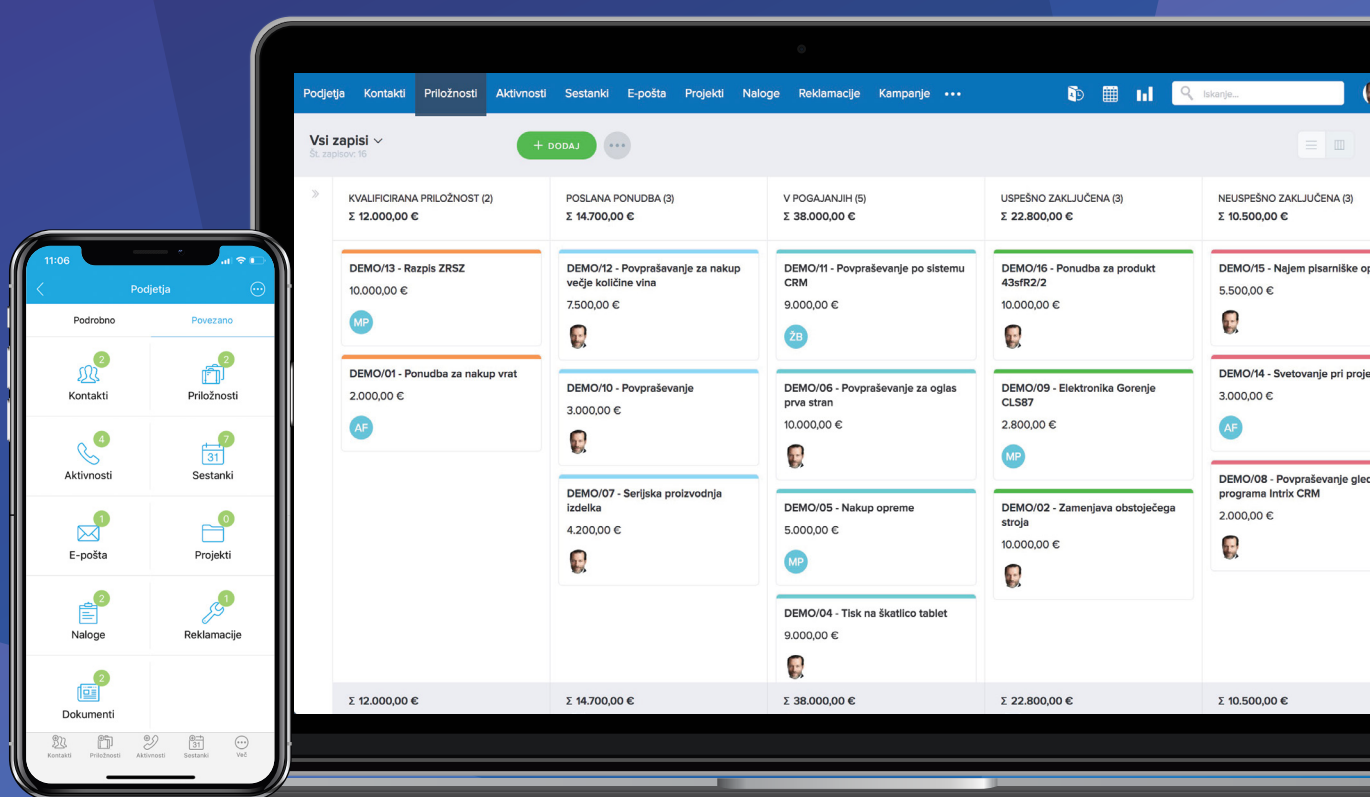 Podjetja Kontakti Priložnosti Aktivnosti Sestanki E-pošta Projekti Naloge Reklamacije Kampanje
Iskanje...
Vsi zapisi
Št. zapisov: 16
+ DODAJ
KVALIFICIRANA PRILOŽNOST (2)
Σ 12.000,00 €
DEMO/13 - Razpis ZRSZ
10.000,00 €
MP
DEMO/01 - Ponudba za nakup vrat
2.000,00 €
AF
Σ 12.000,00 €
POSLANA PONUDBA (3)
Σ 14.700,00 €
DEMO/12 - Povprašavanje za nakup
večje količine vina
7.500,00 €
DEMO/10 - Povpraševanje
3.000,00 €
DEMO/07 - Serijska proizvodnja
izdelka
4.200,00 €
Σ 14.700,00 €
V POGAJANJIH (5)
Σ 38.000,00 €
DEMO/11 - Povpraševanje po sistemu
CRM
9.000,00 €
ŽB
DEMO/06 - Povpraševanje za oglas
prva stran
10.000,00 €
DEMO/05 - Nakup opreme
5.000,00 €
MP
DEMO/04 - Tisk na škatlico tablet
9.000,00 €
Σ 38.000,00 €
USPEŠNO ZAKLJUČENA (3)
Σ 22.800,00 €
DEMO/16 - Ponudba za produkt
43sfR2/2
10.000,00 €
DEMO/09 - Elektronika Gorenje
CLS87
2.800,00 €
MP
DEMO/02 - Zamenjava obstoječega
stroja
10.000,00 €
Σ 22.800,00 €
NEUSPEŠNO ZAKLJUČENA (3)
Σ 10.500,00 €
DEMO/15 - Najem pisarniške op
5.500,00 €
DEMO/14 - Svetovanje pri proje
3.000,00 €
AF
DEMO/08 - Povpraševanje glec
programa Intrix CRM
2.000,00 €
Σ 10.500,00 €
11:06
Podjetja
Podrobno Povezano
2 2
Kontakti Priložnosti
4 7
31
Aktivnosti Sestanki
1 0
E-pošta Projekti
2 1
Naloge Reklamacije
2
Dokumenti
31
Kontakti Priložnosti Aktivnosti Sestanki Več